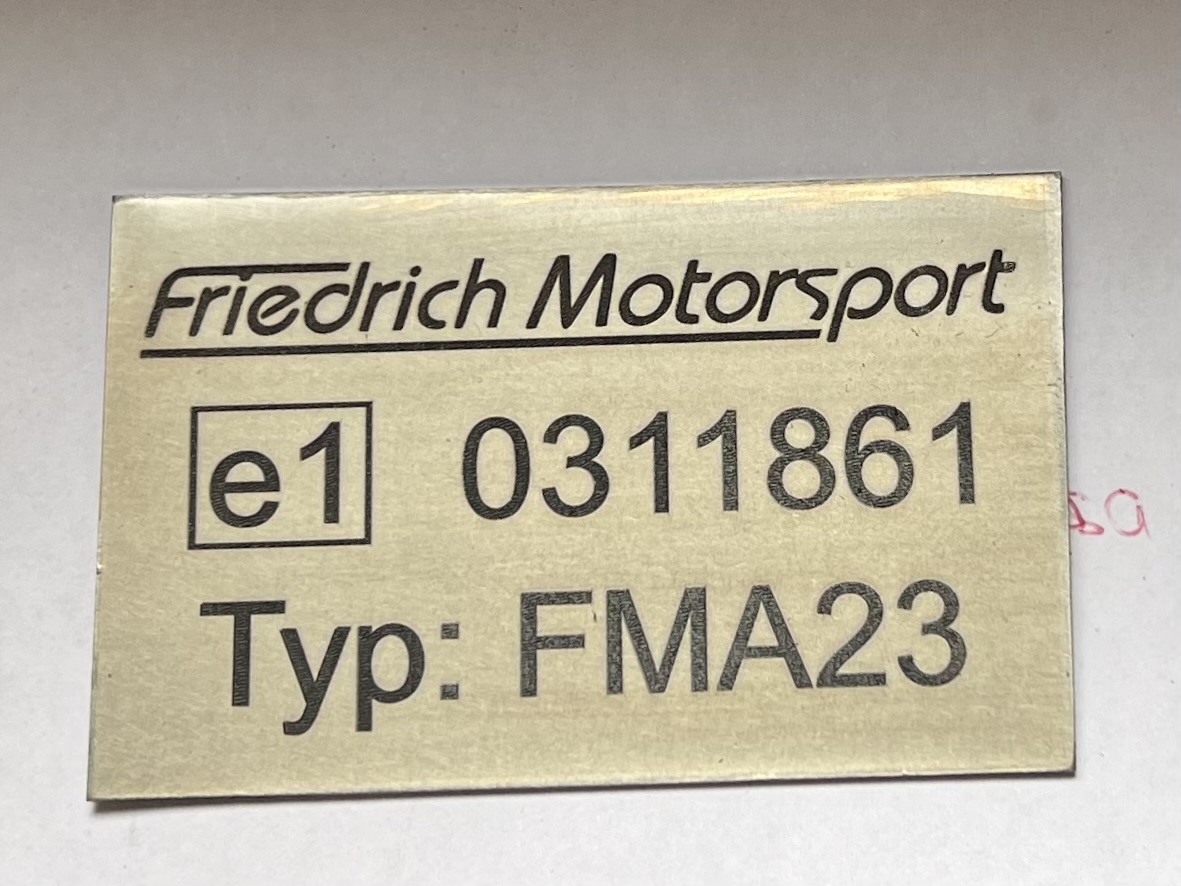 Friedrich Motorsport
e1 0311861
Typ: FMA23